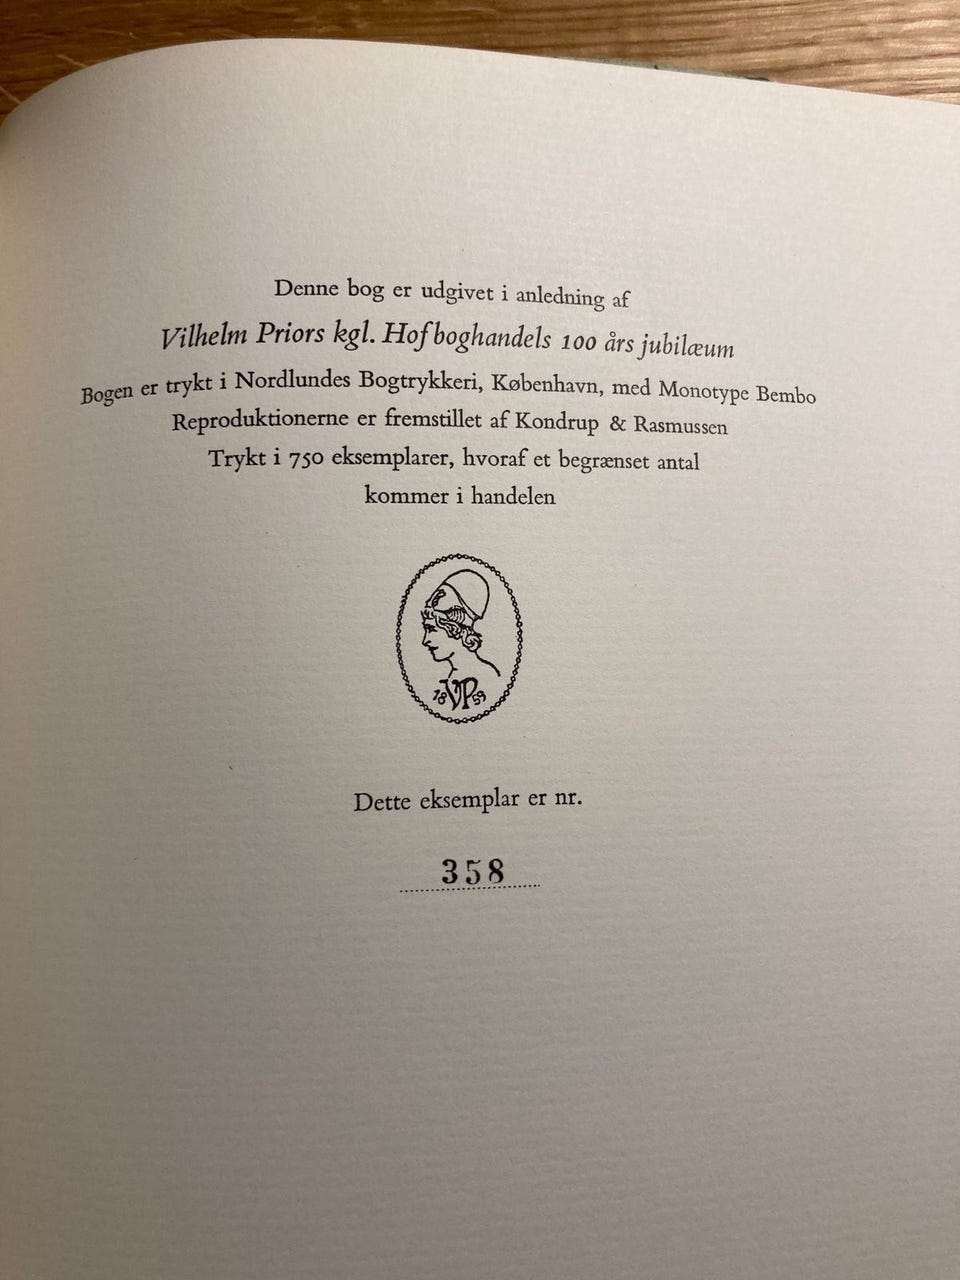 Denne bog er udgivet i anledning af
Vilhelm Priors kgl. Hofboghandels 100 års jubilæum
Bogen er trykt i Nordlundes Bogtrykkeri, København, med Monotype Bembo
Reproduktionerne er fremstillet af Kondrup & Rasmussen
Trykt i 750 eksemplarer, hvoraf et begrænset antal
kommer i handelen
18 VP 59
Dette eksemplar er nr.
358